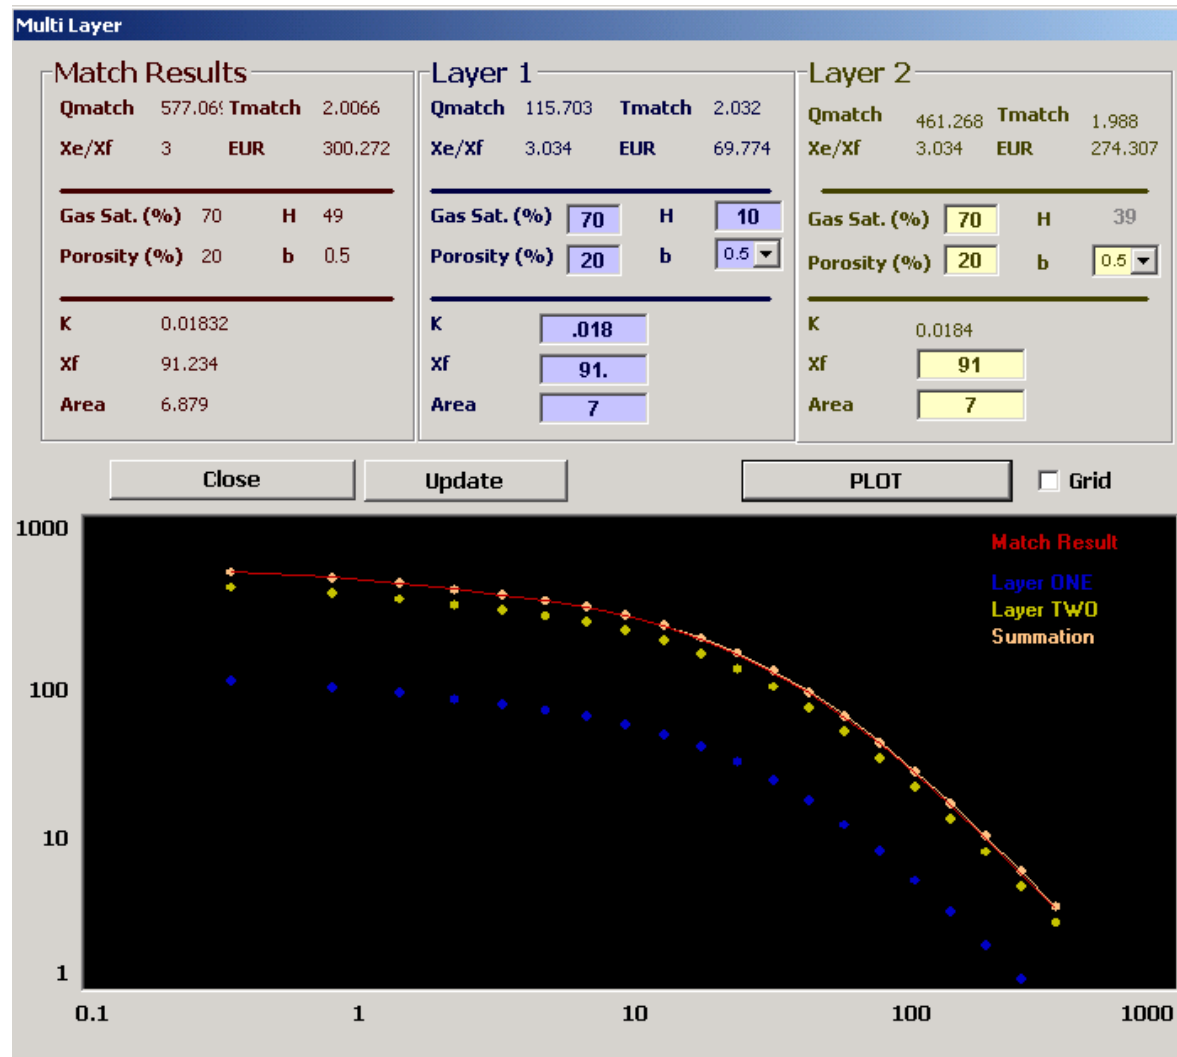 Multi Layer
Match Results
Qmatch 577.069 Tmatch 2.0066
Xe/Xf 3 EUR 300.272
Gas Sat. (%) 70 H 49
Porosity (%) 20 b 0.5
K 0.01832
Xf 91.234
Area 6.879
Layer 1
Qmatch 115.703 Tmatch 2.032
Xe/Xf 3.034 EUR 69.774
Gas Sat. (%) 70 H 10
Porosity (%) 20 b 0.5
K .018
Xf 91.
Area 7
Layer 2
Qmatch 461.268 Tmatch 1.988
Xe/Xf 3.034 EUR 274.307
Gas Sat. (%) 70 H 39
Porosity (%) 20 b 0.5
K 0.0184
Xf 91
Area 7
Close Update PLOT Grid
1000
100
10
1
Match Result
Layer ONE
Layer TWO
Summation
0.1 1 10 100 1000